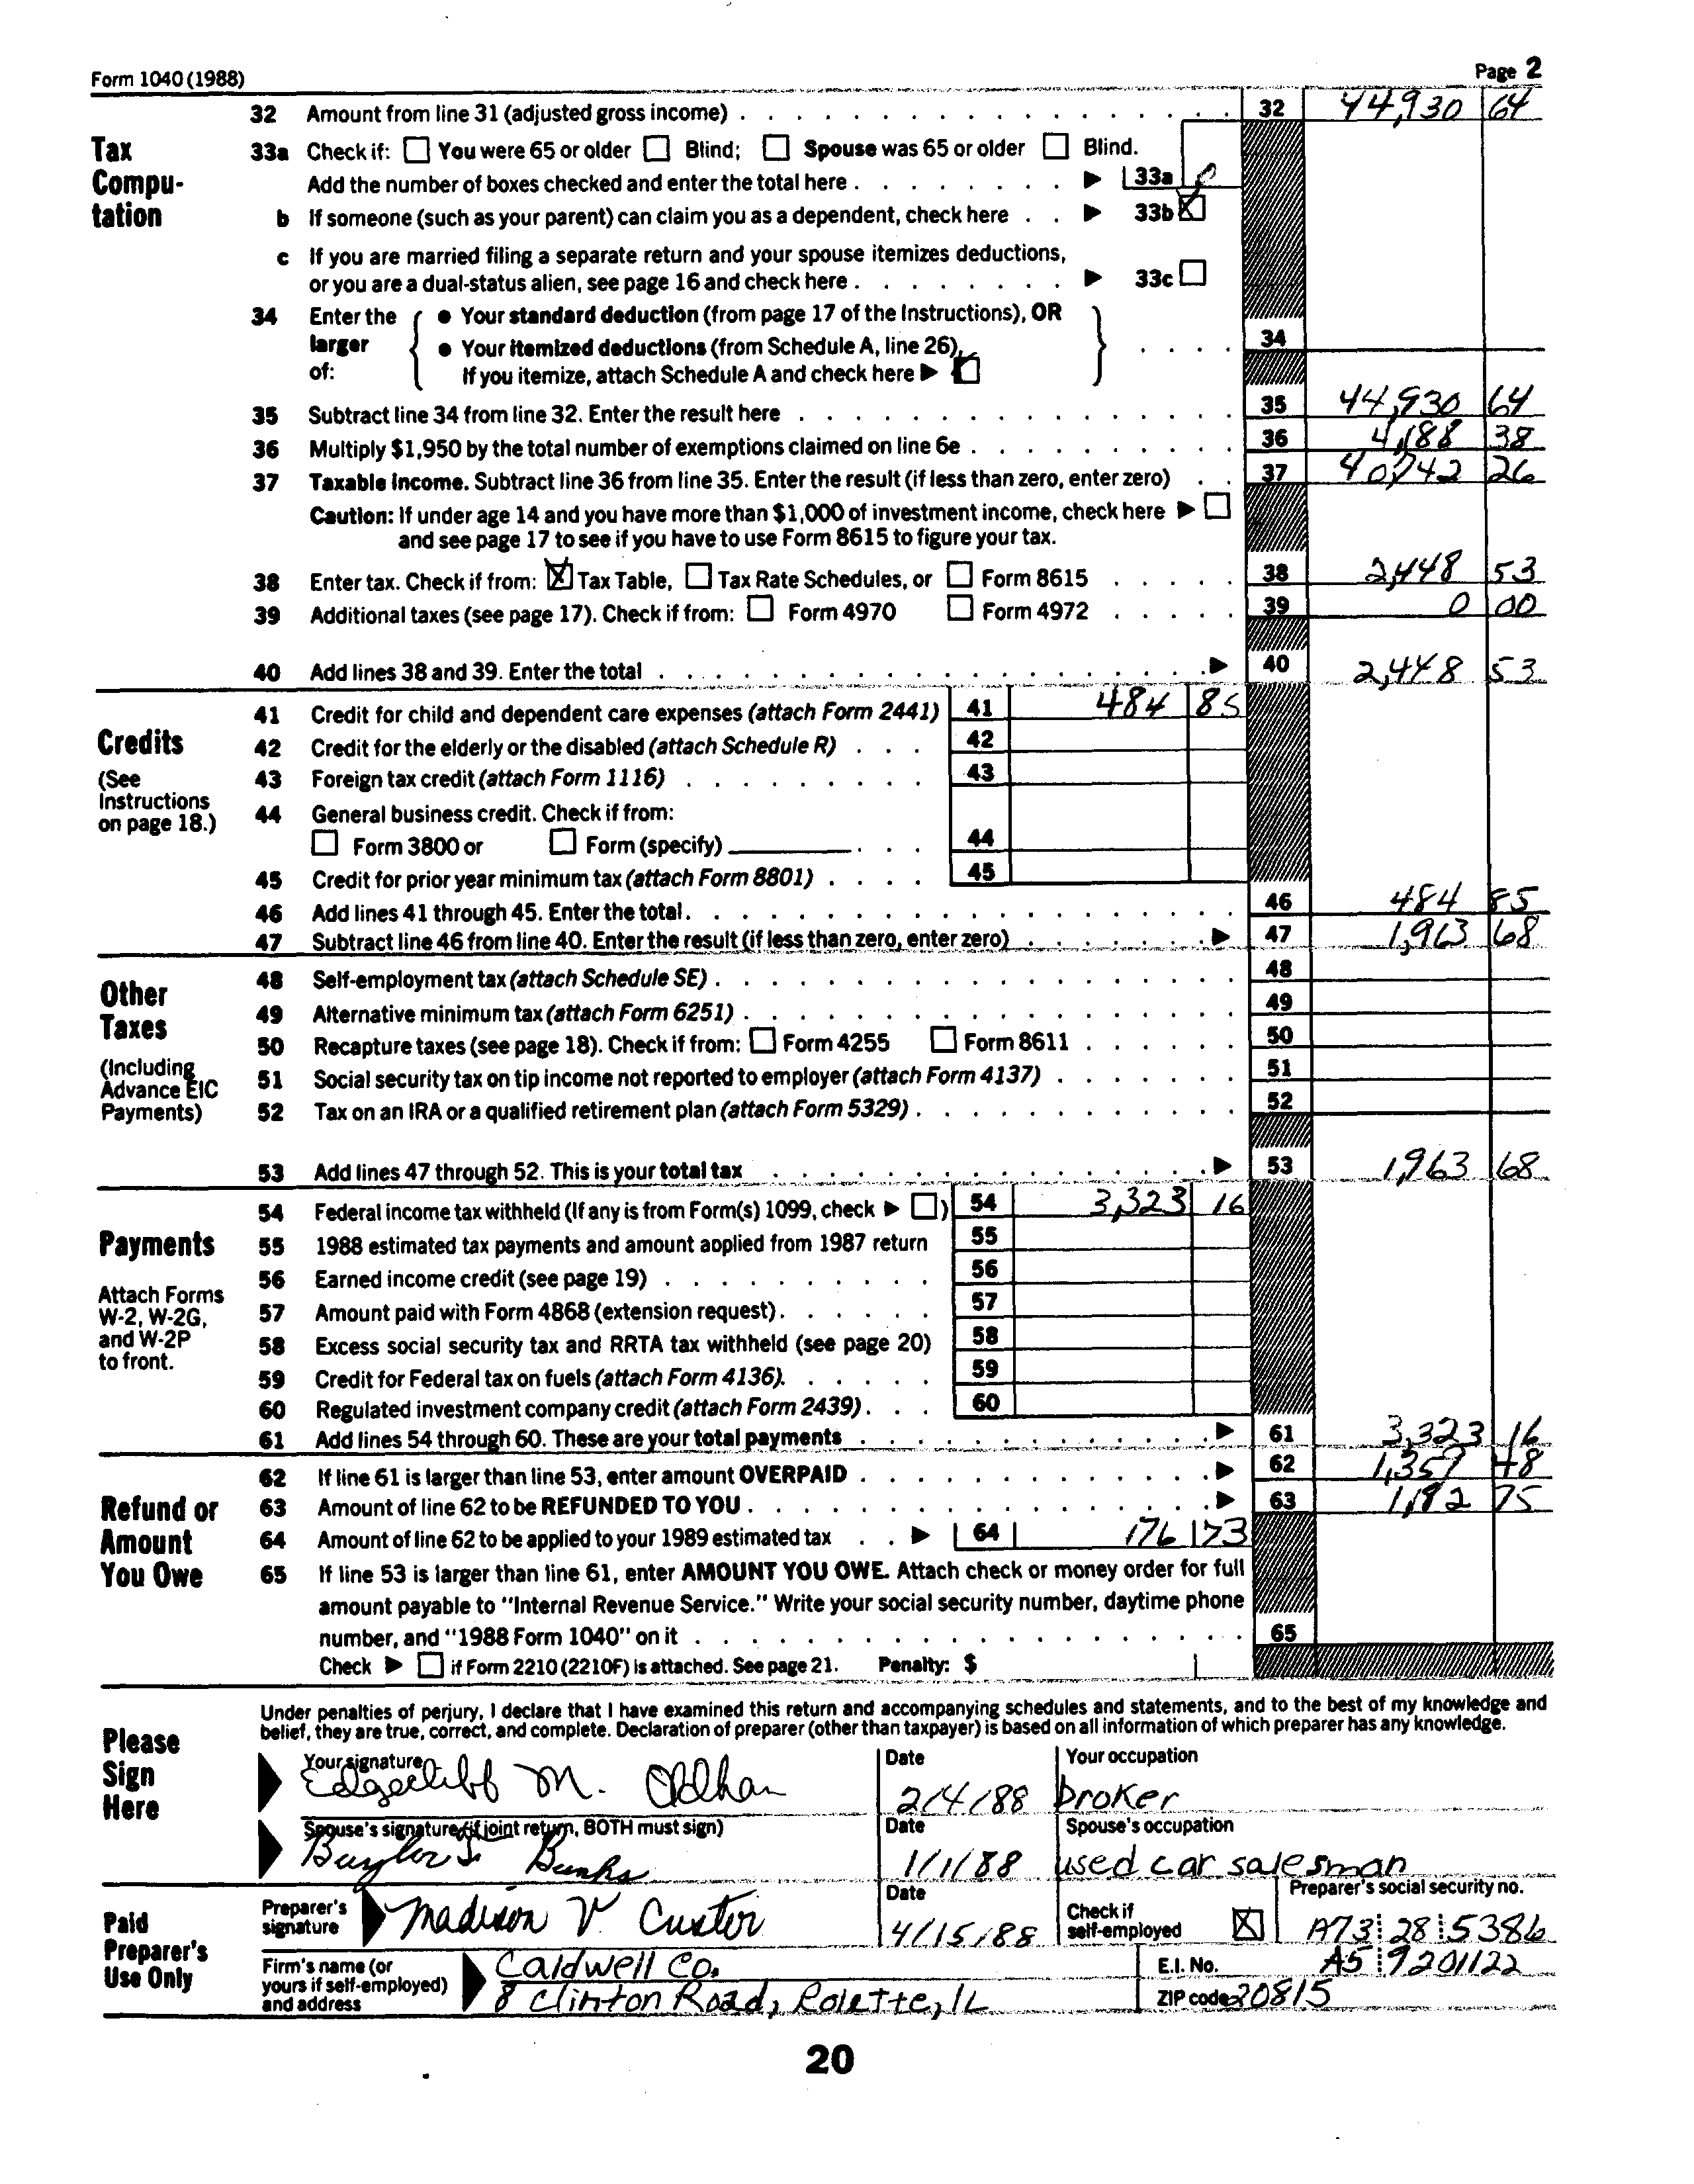 Form 1040 (1988) Page 2
32 Amount from line 31 (adjusted gross income) 32 44,930 64
Tax Computation
33a Check if: You were 65 or older Blind; Spouse was 65 or older Blind.
Add the number of boxes checked and enter the total here 33a 0
b If someone (such as your parent) can claim you as a dependent, check here 33b X
c If you are married filing a separate return and your spouse itemizes deductions,
or you are a dual-status alien, see page 16 and check here 33c
34 Enter the larger of: • Your standard deduction (from page 17 of the Instructions), OR
• Your itemized deductions (from Schedule A, line 26). 34
If you itemize, attach Schedule A and check here
35 Subtract line 34 from line 32. Enter the result here 35 44,930 64
36 Multiply $1,950 by the total number of exemptions claimed on line 6e 36 4,188 38
37 Taxable income. Subtract line 36 from line 35. Enter the result (if less than zero, enter zero) 37 40,742 26
Caution: If under age 14 and you have more than $1,000 of investment income, check here
and see page 17 to see if you have to use Form 8615 to figure your tax.
38 Enter tax. Check if from: X Tax Table, Tax Rate Schedules, or Form 8615 38 2,448 53
39 Additional taxes (see page 17). Check if from: Form 4970 Form 4972 39 0 00
40 Add lines 38 and 39. Enter the total 40 2,448 53
Credits
(See Instructions on page 18.)
41 Credit for child and dependent care expenses (attach Form 2441) 41 484 85
42 Credit for the elderly or the disabled (attach Schedule R) 42
43 Foreign tax credit (attach Form 1116) 43
44 General business credit. Check if from:
Form 3800 or Form (specify) 44
45 Credit for prior year minimum tax (attach Form 8801) 45
46 Add lines 41 through 45. Enter the total. 46 484 85
47 Subtract line 46 from line 40. Enter the result (if less than zero, enter zero) 47 1,963 68
Other Taxes
(Including Advance EIC Payments)
48 Self-employment tax (attach Schedule SE) 48
49 Alternative minimum tax (attach Form 6251) 49
50 Recapture taxes (see page 18). Check if from: Form 4255 Form 8611 50
51 Social security tax on tip income not reported to employer (attach Form 4137) 51
52 Tax on an IRA or a qualified retirement plan (attach Form 5329) 52
53 Add lines 47 through 52. This is your total tax 53 1,963 68
Payments
Attach Forms W-2, W-2G, and W-2P to front.
54 Federal income tax withheld (If any is from Form(s) 1099, check ) 54 3,323 16
55 1988 estimated tax payments and amount applied from 1987 return 55
56 Earned income credit (see page 19) 56
57 Amount paid with Form 4868 (extension request) 57
58 Excess social security tax and RRTA tax withheld (see page 20) 58
59 Credit for Federal tax on fuels (attach Form 4136) 59
60 Regulated investment company credit (attach Form 2439) 60
61 Add lines 54 through 60. These are your total payments 61 3,323 16
Refund or Amount You Owe
62 If line 61 is larger than line 53, enter amount OVERPAID 62 1,359 48
63 Amount of line 62 to be REFUNDED TO YOU 63 1,182 75
64 Amount of line 62 to be applied to your 1989 estimated tax 64 176 73
65 If line 53 is larger than line 61, enter AMOUNT YOU OWE. Attach check or money order for full
amount payable to "Internal Revenue Service." Write your social security number, daytime phone
number, and "1988 Form 1040" on it 65
Check if Form 2210 (2210F) is attached. See page 21. Penalty: $
Please Sign Here
Under penalties of perjury, I declare that I have examined this return and accompanying schedules and statements, and to the best of my knowledge and
belief, they are true, correct, and complete. Declaration of preparer (other than taxpayer) is based on all information of which preparer has any knowledge.
Your signature Date Your occupation
Edgecliff M. Oldham 2/4/88 broker
Spouse's signature (if joint return, BOTH must sign) Date Spouse's occupation
Banks 1/1/88 used car salesman
Paid Preparer's Use Only
Preparer's signature Madison V. Custer Date 4/15/88 Check if self-employed X Preparer's social security no. A73 28 5386
Firm's name (or yours if self-employed) and address Caldwell Co. E.I. No. A5 9201122
8 Clinton Road, Rolette, IL ZIP code 20815
20